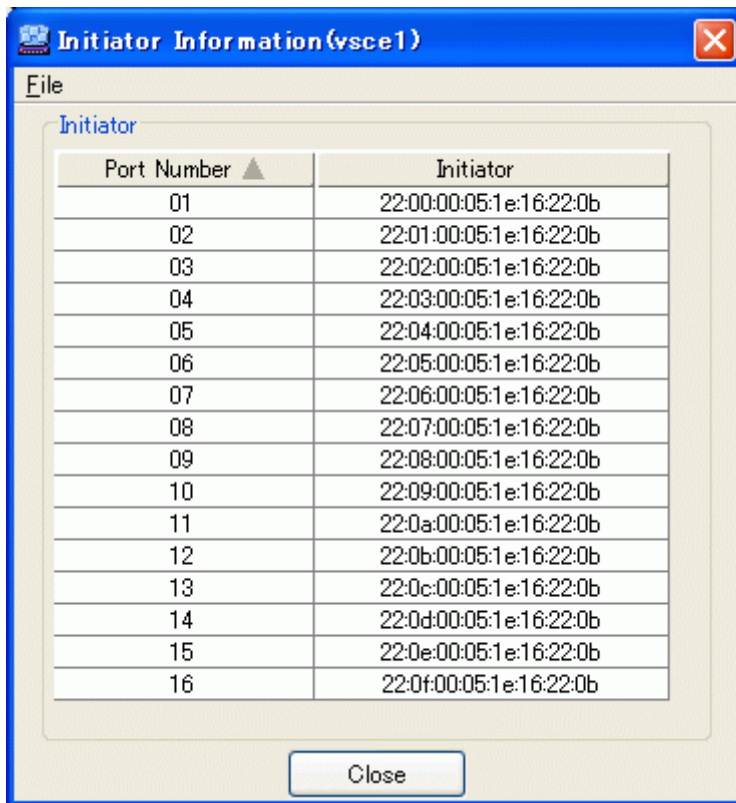 Initiator Information(vsce1)
File
Initiator
Port Number Initiator
01 22:00:00:05:1e:16:22:0b
02 22:01:00:05:1e:16:22:0b
03 22:02:00:05:1e:16:22:0b
04 22:03:00:05:1e:16:22:0b
05 22:04:00:05:1e:16:22:0b
06 22:05:00:05:1e:16:22:0b
07 22:06:00:05:1e:16:22:0b
08 22:07:00:05:1e:16:22:0b
09 22:08:00:05:1e:16:22:0b
10 22:09:00:05:1e:16:22:0b
11 22:0a:00:05:1e:16:22:0b
12 22:0b:00:05:1e:16:22:0b
13 22:0c:00:05:1e:16:22:0b
14 22:0d:00:05:1e:16:22:0b
15 22:0e:00:05:1e:16:22:0b
16 22:0f:00:05:1e:16:22:0b
Close